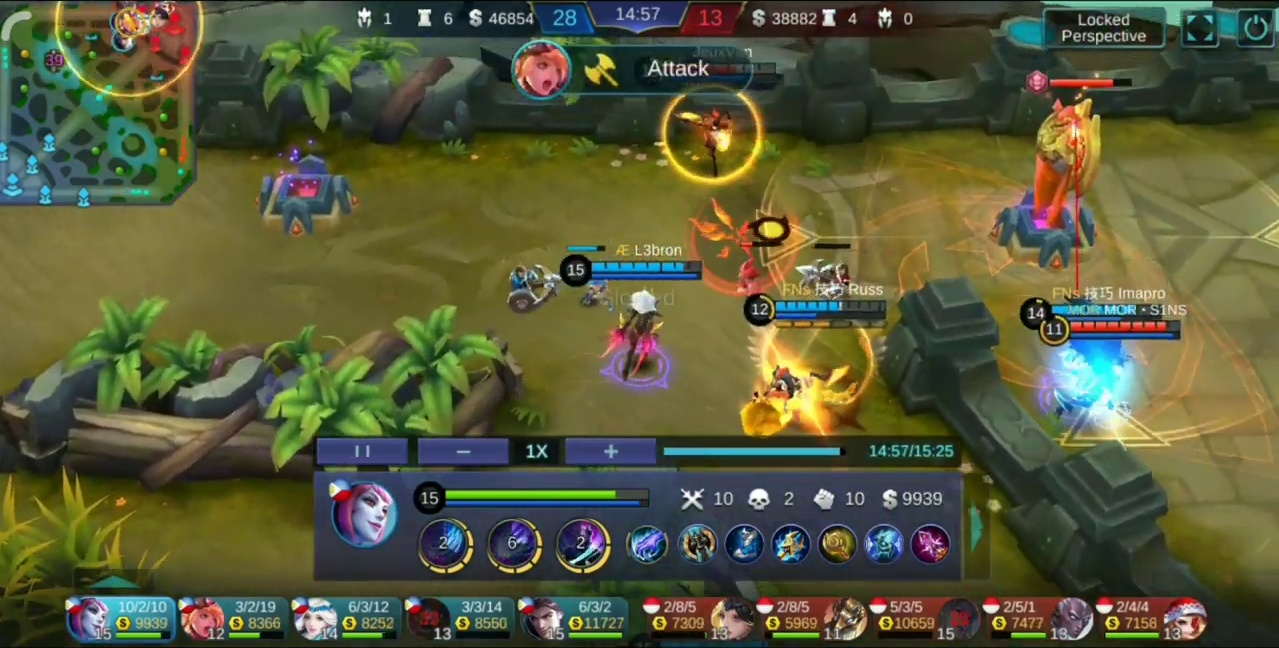 1 6 $ 46854 28 14:57 13 $ 38882 4 0
Locked
Perspective
Attack
39
Æ L3bron
15
FNs 技巧 Russ
12
FNs 技巧 Imapro
14
MOR MOR • S1NS
11
II − 1X + 14:57/15:25
15 10 2 10 $ 9939
2 6 2
10/2/10 3/2/19 6/3/12 3/3/14 6/3/2 2/8/5 2/8/5 5/3/5 2/5/1 2/4/4
$ 9939 $ 8366 $ 8252 $ 8550 $ 11727 $ 7309 $ 5969 $ 10659 $ 7477 $ 7158
15 12 14 13 15 13 11 15 13 13